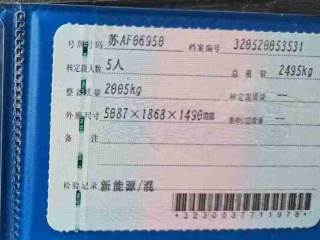 号牌号码 苏AF06950 档案编号 320520053531
核定载人数 5人 总质量 2495kg
整备质量 2005kg 核定载质量 --
外廓尺寸 5087×1868×1490mm 准牵引总质量 --
备注
检验记录 新能源/混
*3230037711978*